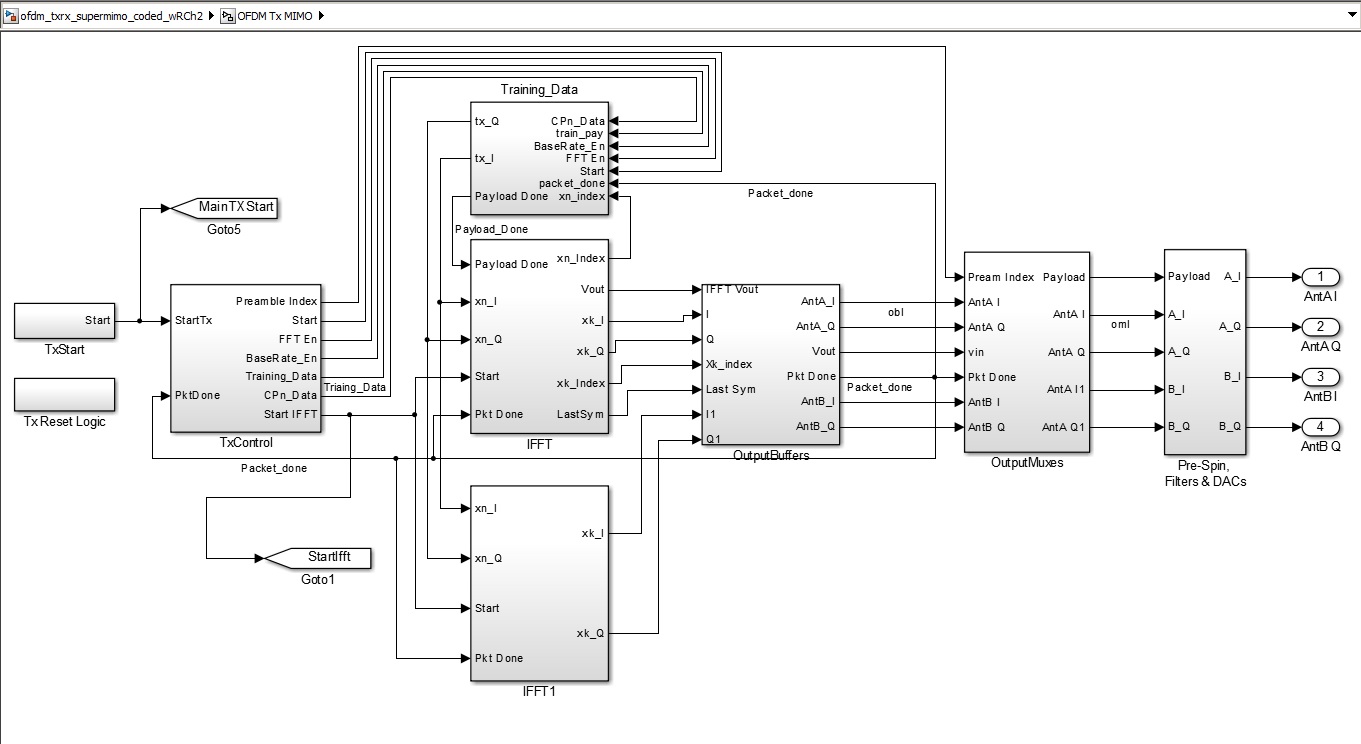 ofdm_txrx_supermimo_coded_wRCh2 OFDM Tx MIMO
Training_Data
tx_Q
tx_I
Payload Done
CPn_Data
train_pay
BaseRate_En
FFT En
Start
packet_done
xn_index
Packet_done
MainTXStart
Goto5
Payload_Done
Start
TxStart
Tx Reset Logic
StartTx
PktDone
Preamble Index
Start
FFT En
BaseRate_En
Training_Data
CPn_Data
Start IFFT
TxControl
Triaing_Data
Packet_done
StartIfft
Goto1
Payload Done
xn_I
xn_Q
Start
Pkt Done
xn_Index
Vout
xk_I
xk_Q
xk_Index
LastSym
IFFT
xn_I
xn_Q
Start
Pkt Done
xk_I
xk_Q
IFFT1
IFFT Vout
I
Q
Xk_index
Last Sym
I1
Q1
AntA_I
AntA_Q
Vout
Pkt Done
AntB_I
AntB_Q
OutputBuffers
obI
Packet_done
Pream Index
AntA I
AntA Q
vin
Pkt Done
AntB I
AntB Q
Payload
AntA I
AntA Q
AntA I1
AntA Q1
OutputMuxes
omI
Payload
A_I
A_Q
B_I
B_Q
A_I
A_Q
B_I
B_Q
Pre-Spin,
Filters & DACs
1
AntA I
2
AntA Q
3
AntB I
4
AntB Q